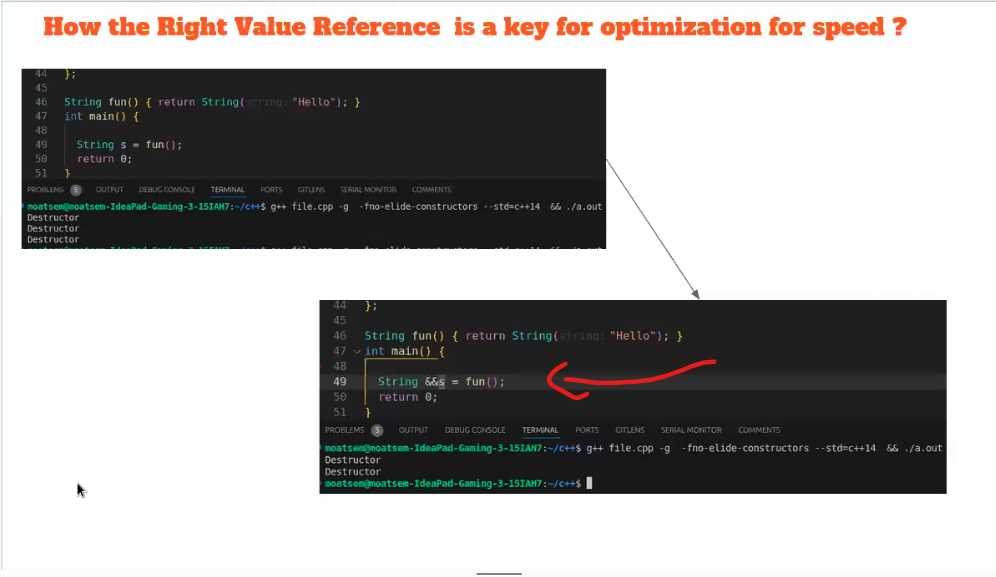 How the Right Value Reference is a key for optimization for speed ?
44 };
45
46 String fun() { return String(string: "Hello"); }
47 int main() {
48
49 String s = fun();
50 return 0;
51 }
PROBLEMS 5 OUTPUT DEBUG CONSOLE TERMINAL PORTS GITLENS SERIAL MONITOR COMMENTS
moatsem@moatsem-IdeaPad-Gaming-3-15IAH7:~/c++$ g++ file.cpp -g -fno-elide-constructors --std=c++14 && ./a.out
Destructor
Destructor
Destructor
44 };
45
46 String fun() { return String(string: "Hello"); }
47 int main() {
48
49 String &&s = fun();
50 return 0;
51 }
PROBLEMS 5 OUTPUT DEBUG CONSOLE TERMINAL PORTS GITLENS SERIAL MONITOR COMMENTS
moatsem@moatsem-IdeaPad-Gaming-3-15IAH7:~/c++$ g++ file.cpp -g -fno-elide-constructors --std=c++14 && ./a.out
Destructor
Destructor
moatsem@moatsem-IdeaPad-Gaming-3-15IAH7:~/c++$